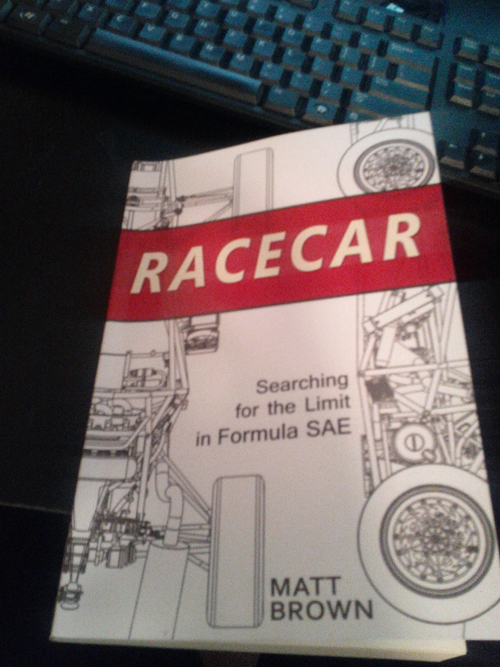 RACECAR
Searching
for the Limit
in Formula SAE
MATT
BROWN